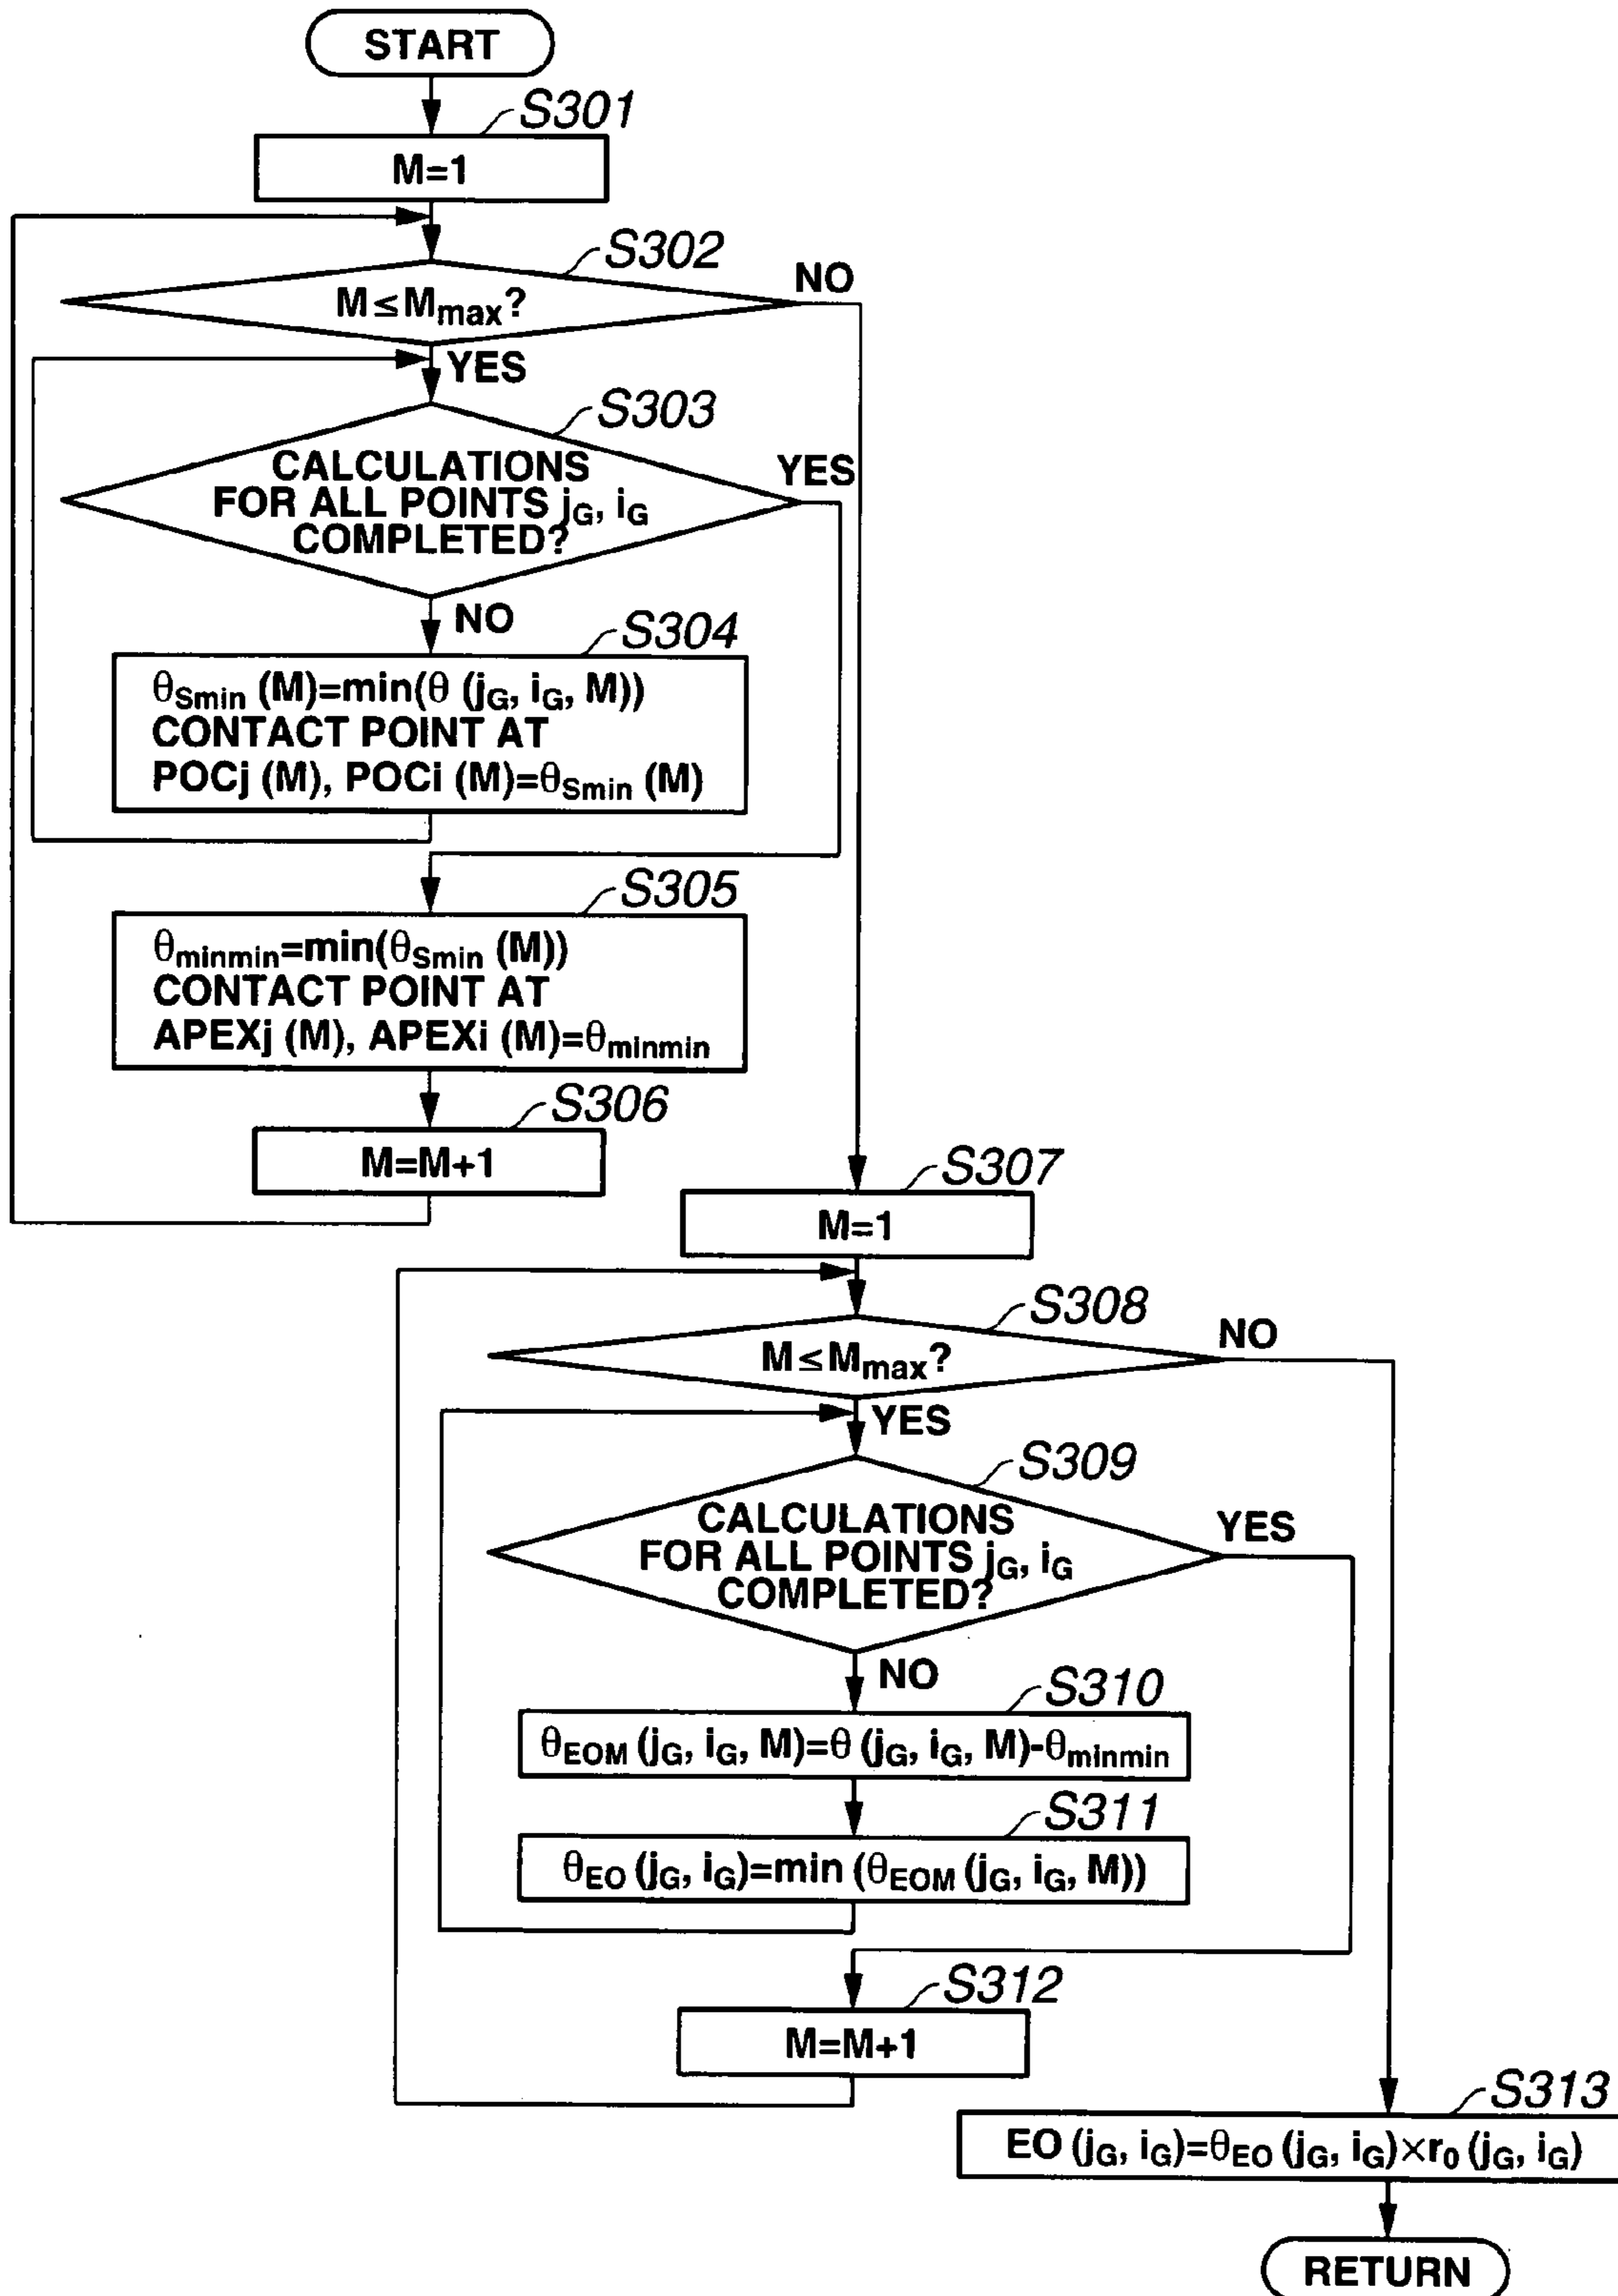 START
S301
M=1
S302
NO
M≤Mmax?
YES
S303
CALCULATIONS
YES
FOR ALL POINTS jG, iG
COMPLETED?
NO
S304
θSmin (M)=min(θ (jG, iG, M))
CONTACT POINT AT
POCj (M), POCi (M)=θSmin (M)
S305
θminmin=min(θSmin (M))
CONTACT POINT AT
APEXj (M), APEXi (M)=θminmin
S306
M=M+1
S307
M=1
S308
NO
M≤Mmax?
YES
S309
CALCULATIONS
YES
FOR ALL POINTS jG, iG
COMPLETED?
NO
S310
θEOM (jG, iG, M)=θ (jG, iG, M)-θminmin
S311
θEO (jG, iG)=min (θEOM (jG, iG, M))
S312
M=M+1
S313
EO (jG, iG)=θEO (jG, iG)×r0 (jG, iG)
RETURN